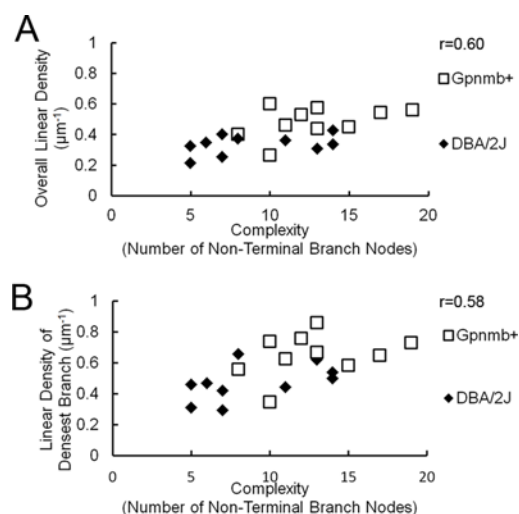 A
r=0.60
Overall Linear Density
(µm⁻¹)
1
0.8
0.6
0.4
0.2
0
0 5 10 15 20
Complexity
(Number of Non-Terminal Branch Nodes)
Gpnmb+
DBA/2J
B
r=0.58
Linear Density of
Densest Branch (µm⁻¹)
1
0.8
0.6
0.4
0.2
0
0 5 10 15 20
Complexity
(Number of Non-Terminal Branch Nodes)
Gpnmb+
DBA/2J